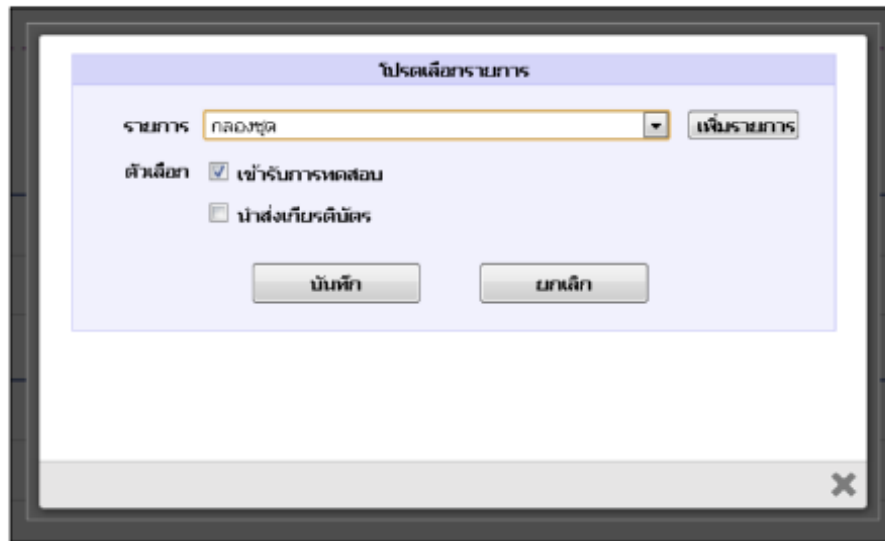 โปรดเลือกรายการ
รายการ กลองชุด เพิ่มรายการ
ตัวเลือก เข้ารับการทดสอบ
นำส่งเกียรติบัตร
บันทึก ยกเลิก